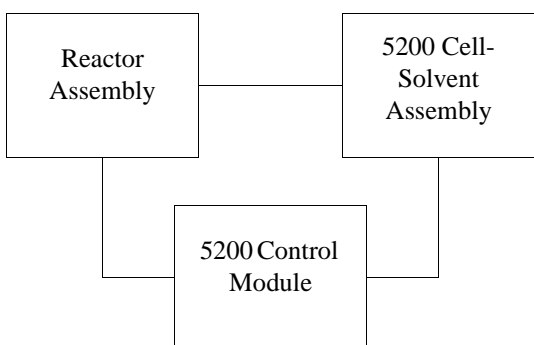 Reactor
Assembly
5200 Cell-
Solvent
Assembly
5200 Control
Module